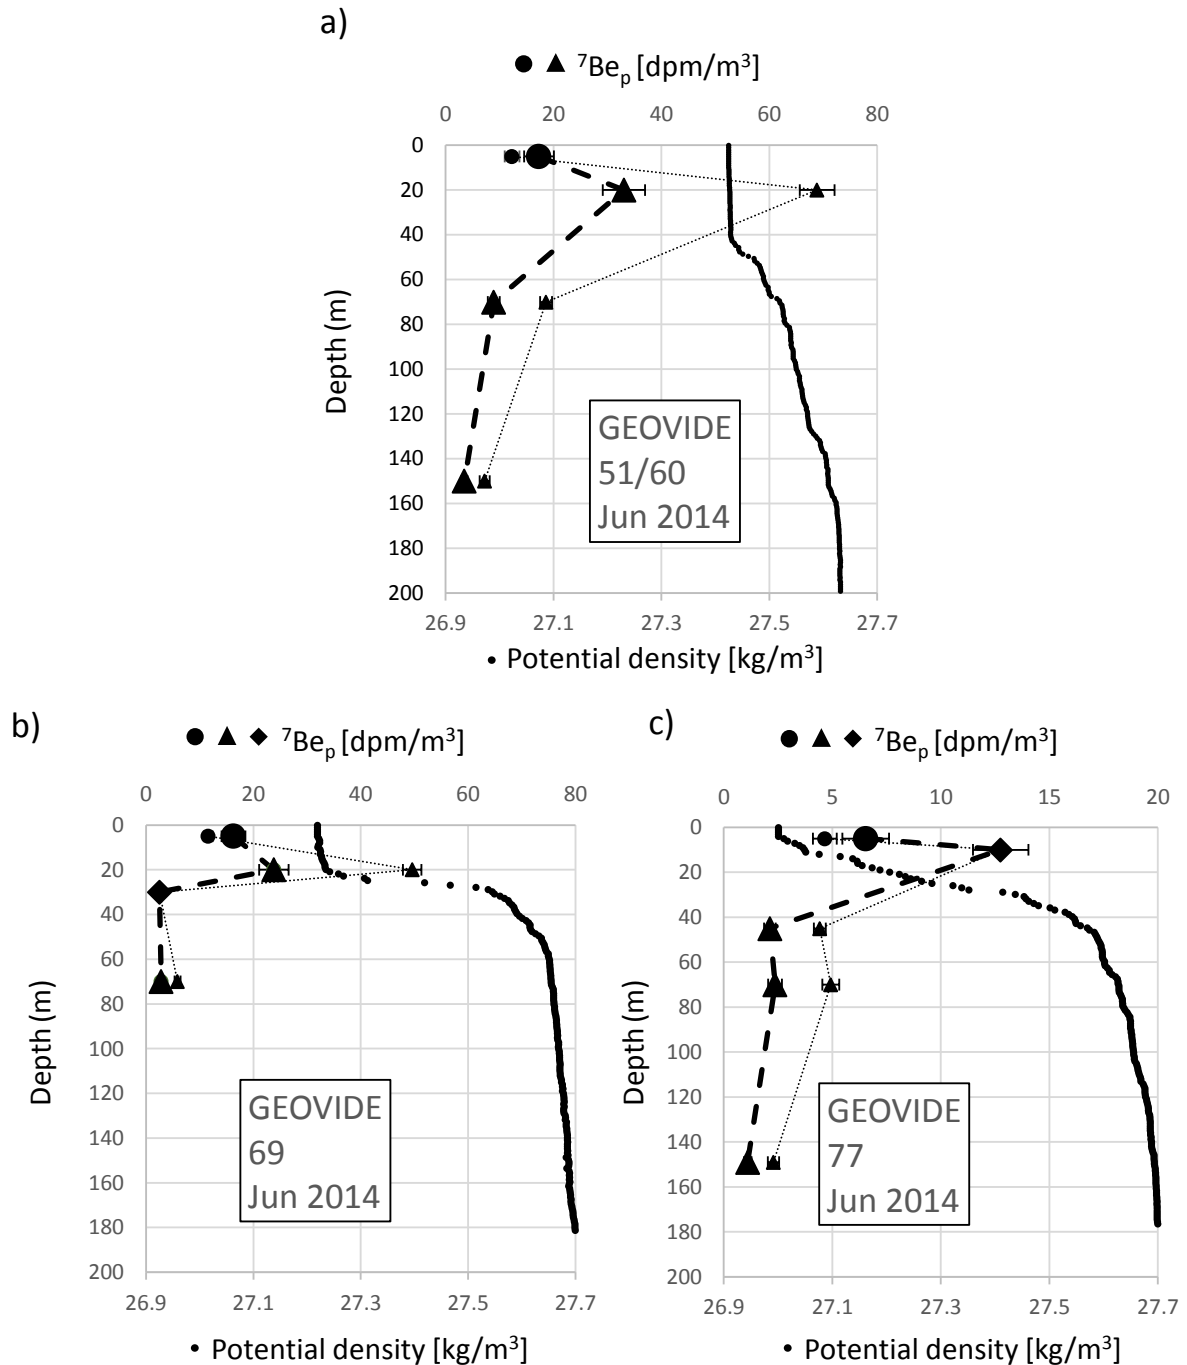 a)
● ▲ ⁷Beₚ [dpm/m³]
0 20 40 60 80
0
20
40
60
80
100
120
140
160
180
200
Depth (m)
GEOVIDE
51/60
Jun 2014
26.9 27.1 27.3 27.5 27.7
• Potential density [kg/m³]
b)
● ▲ ◆ ⁷Beₚ [dpm/m³]
0 20 40 60 80
0
20
40
60
80
100
120
140
160
180
200
Depth (m)
GEOVIDE
69
Jun 2014
26.9 27.1 27.3 27.5 27.7
• Potential density [kg/m³]
c)
● ▲ ◆ ⁷Beₚ [dpm/m³]
0 5 10 15 20
0
20
40
60
80
100
120
140
160
180
200
Depth (m)
GEOVIDE
77
Jun 2014
26.9 27.1 27.3 27.5 27.7
• Potential density [kg/m³]